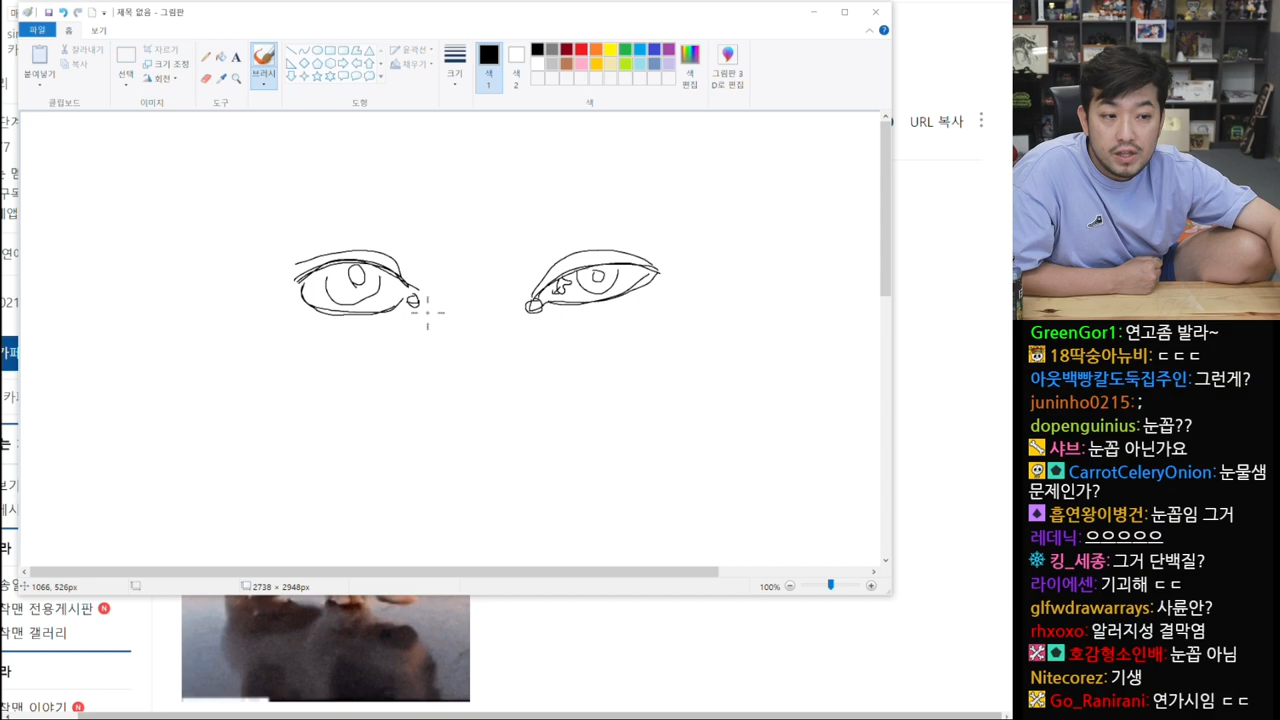 제목 없음 - 그림판
파일
홈
보기
붙여넣기
잘라내기
복사
클립보드
선택
자르기
크기 조정
회전
이미지
A
도구
브러시
윤곽선
채우기
도형
크기
색
1
색
2
색
편집
색
그림판 3
D로 편집
URL 복사
1066, 526px
2738 × 2948px
100%
작맨 전용게시판 N
작맨 갤러리
작맨 이야기 N
GreenGor1: 연고좀 발라~
18딱숭아뉴비: ㄷㄷㄷ
아웃백빵칼도둑집주인: 그런게?
juninho0215: ;
dopenguinius: 눈꼽??
샤브: 눈꼽 아닌가요
CarrotCeleryOnion: 눈물샘
문제인가?
흡연왕이병건: 눈꼽임 그거
레데닉: 으으으으으
킹_세종: 그거 단백질?
라이에센: 기괴해 ㄷㄷ
glfwdrawarrays: 사륜안?
rhxoxo: 알러지성 결막염
호감형소인배: 눈꼽 아님
Nitecorez: 기생
Go_Ranirani: 연가시임 ㄷㄷ